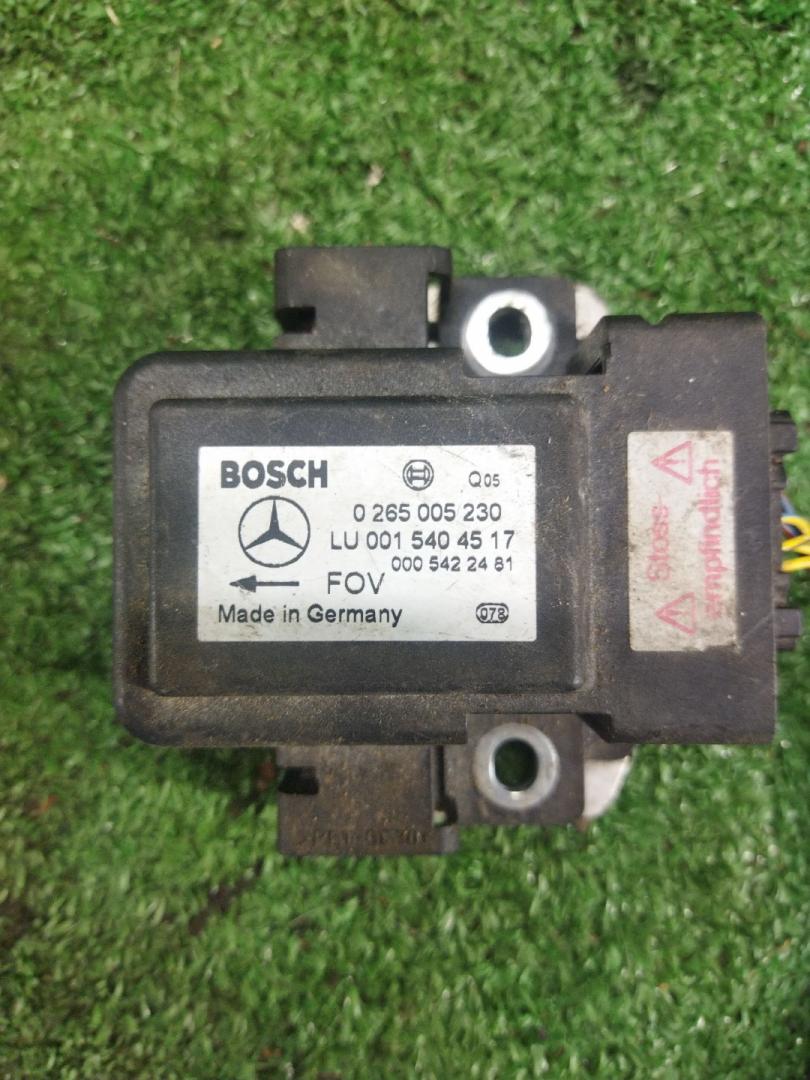 BOSCH
Q05
0 265 005 230
LU 001 540 45 17
000 542 24 81
FOV
Made in Germany
078
Stoss-
empfindlich